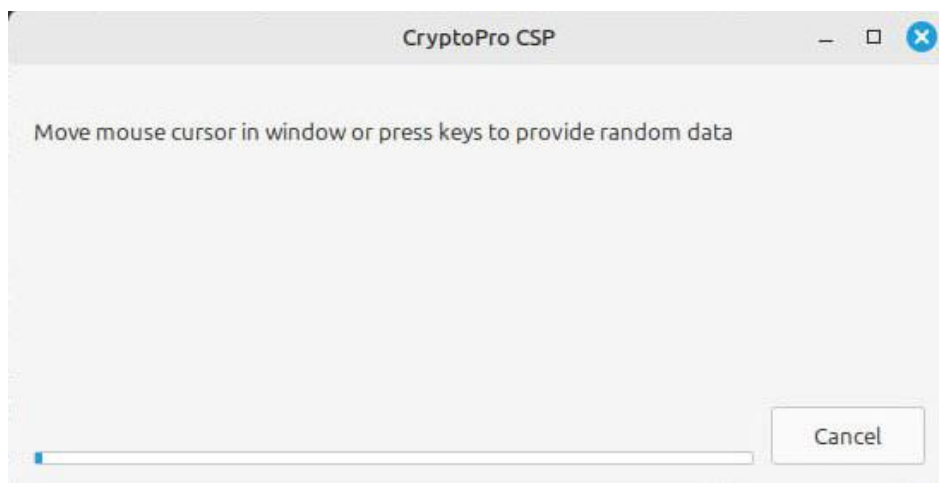 CryptoPro CSP
Move mouse cursor in window or press keys to provide random data
Cancel